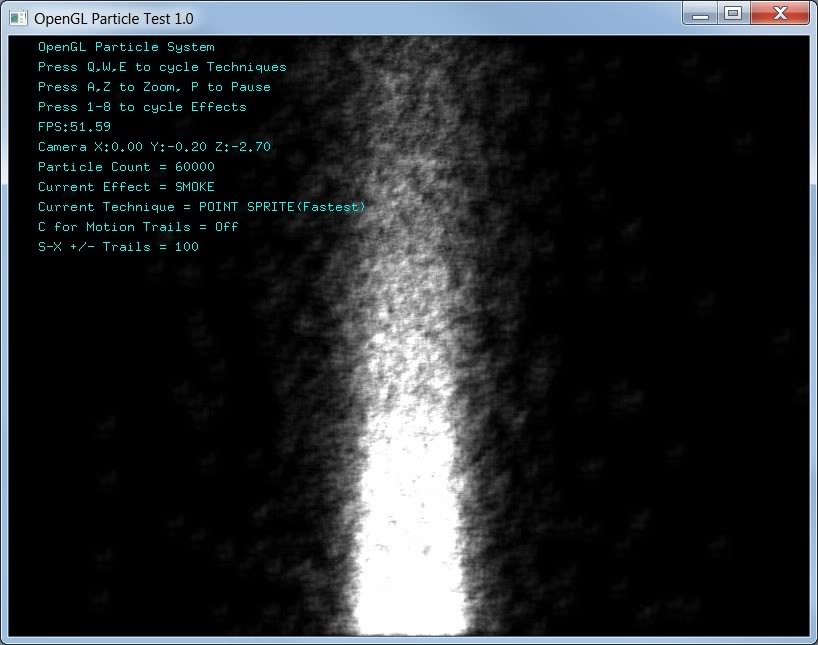 OpenGL Particle Test 1.0
OpenGL Particle System
Press Q,W,E to cycle Techniques
Press A,Z to Zoom, P to Pause
Press 1-8 to cycle Effects
FPS:51.59
Camera X:0.00 Y:-0.20 Z:-2.70
Particle Count = 60000
Current Effect = SMOKE
Current Technique = POINT SPRITE(Fastest)
C for Motion Trails = Off
S-X +/- Trails = 100